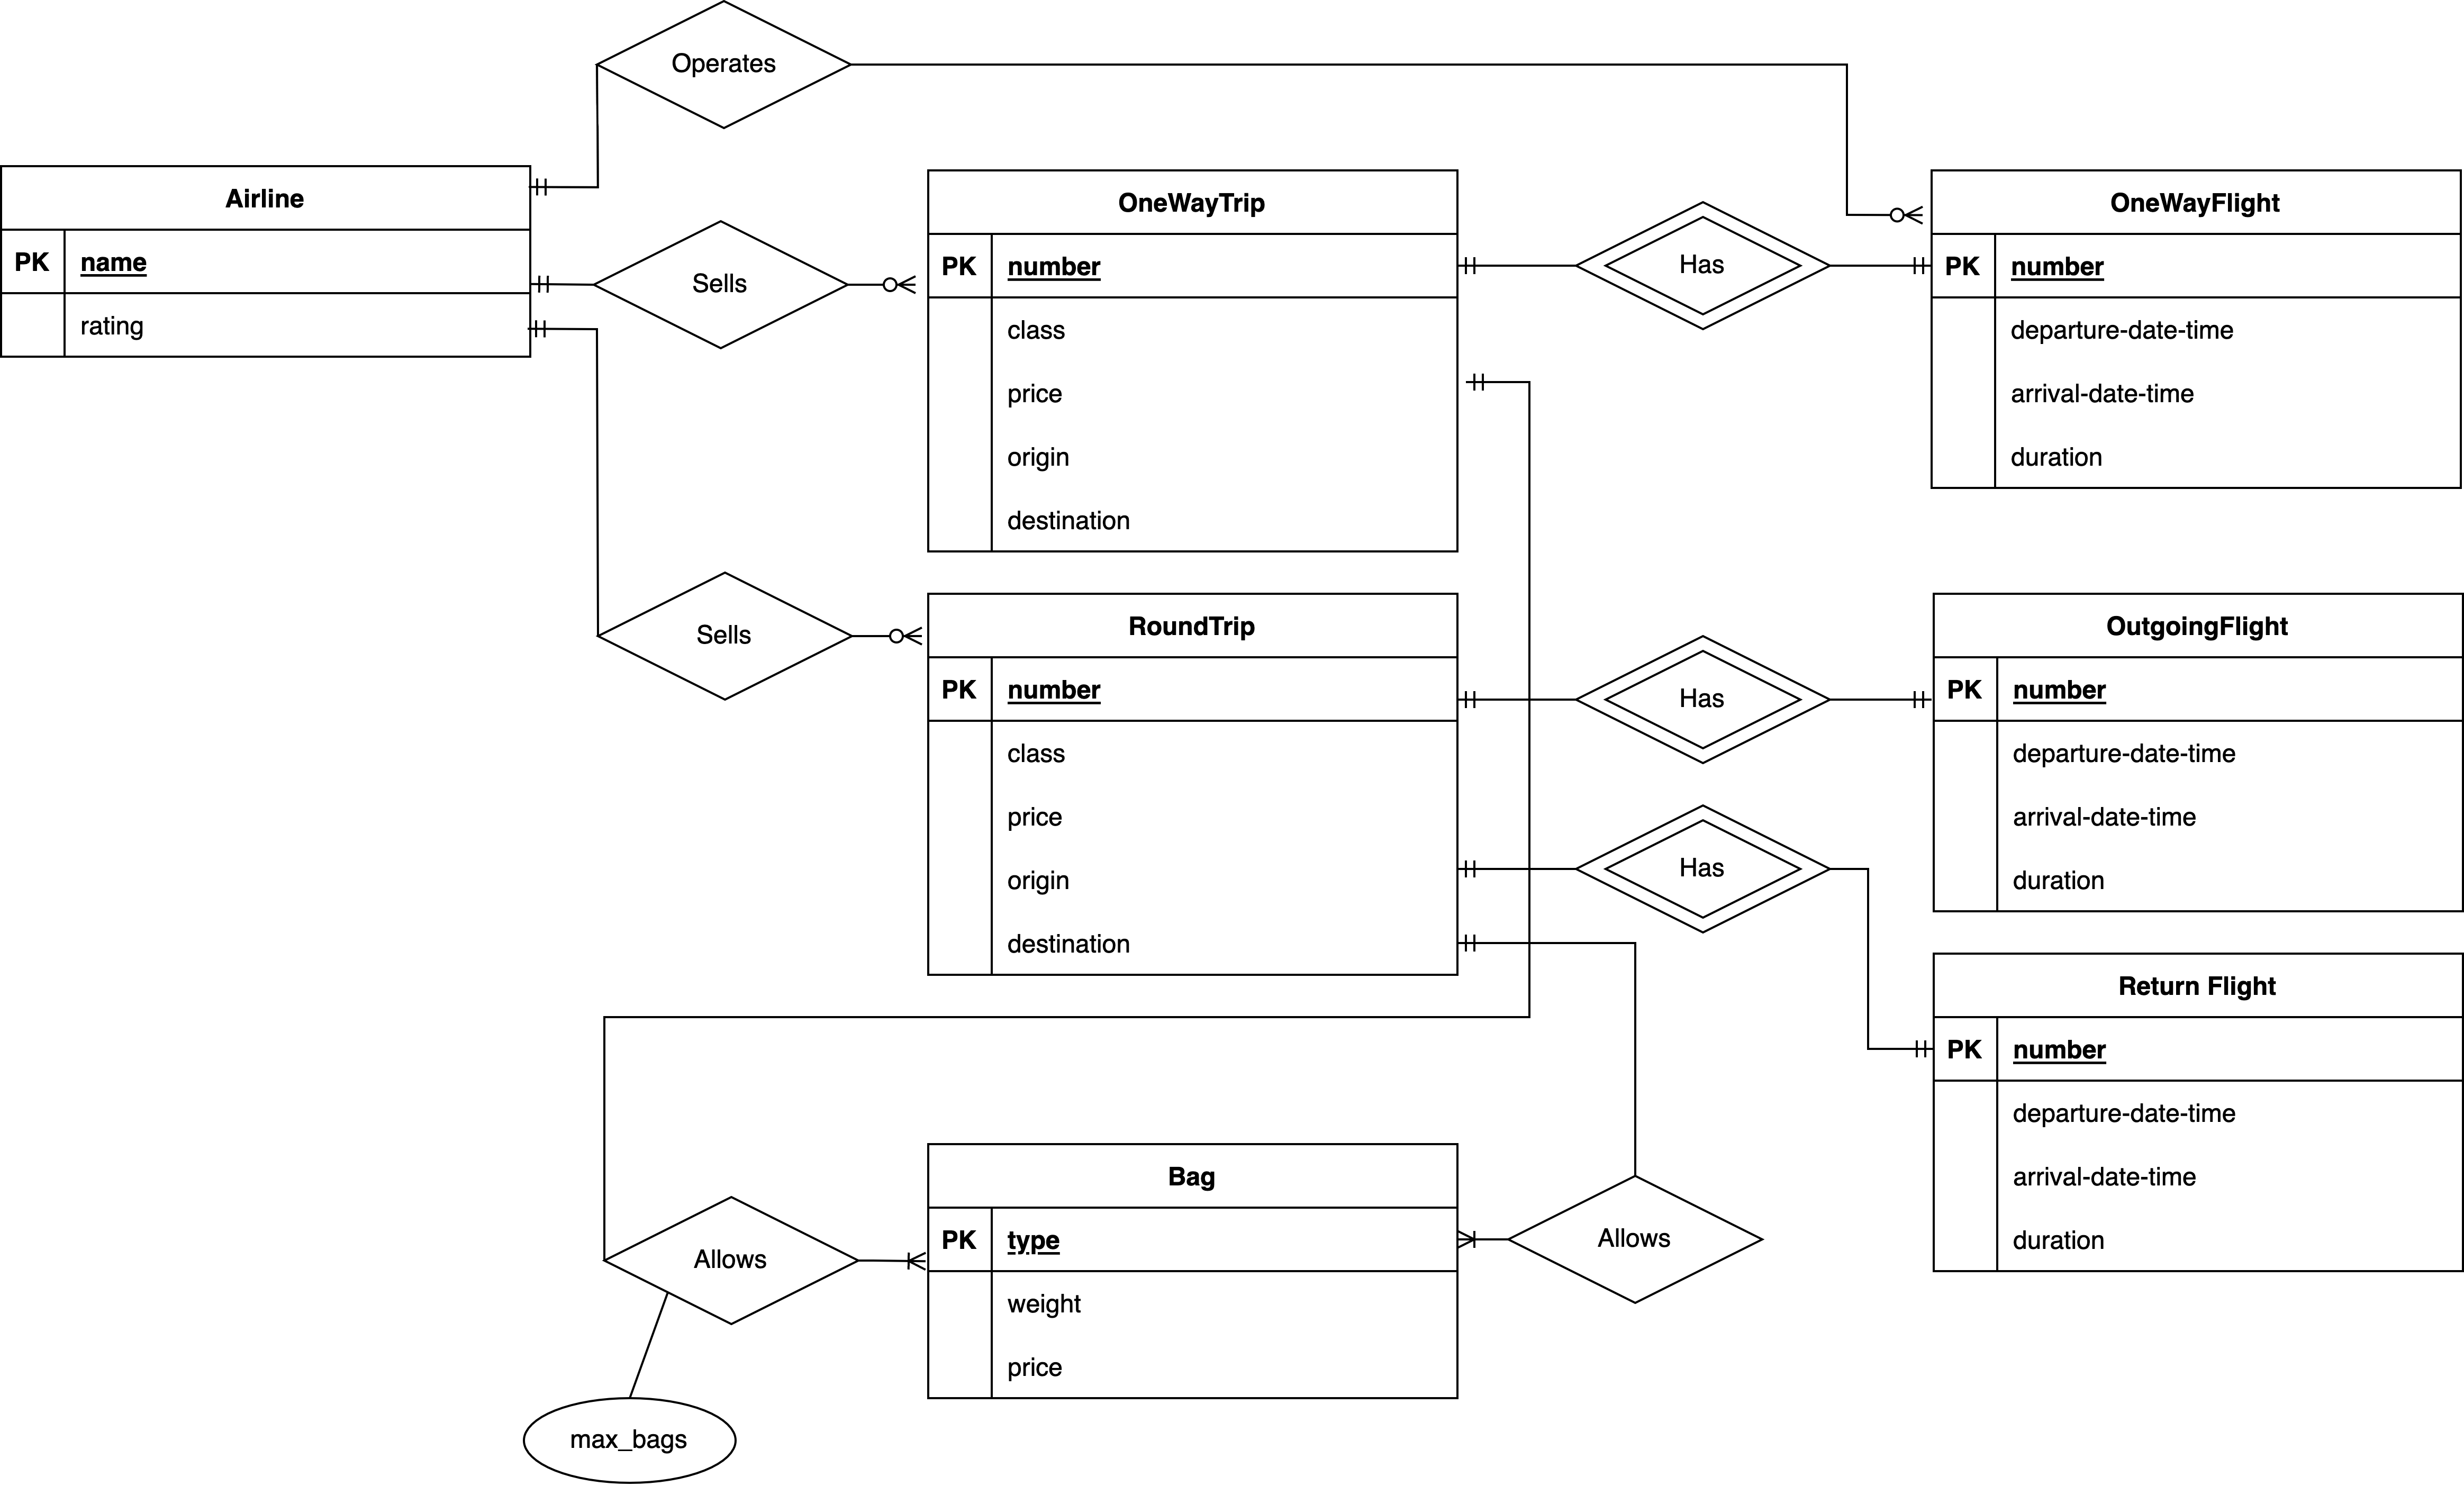 Operates
Airline
PK name
rating
Sells
OneWayTrip
PK number
class
price
origin
destination
Has
OneWayFlight
PK number
departure-date-time
arrival-date-time
duration
Sells
RoundTrip
PK number
class
price
origin
destination
Has
Has
OutgoingFlight
PK number
departure-date-time
arrival-date-time
duration
Return Flight
PK number
departure-date-time
arrival-date-time
duration
Allows
max_bags
Bag
PK type
weight
price
Allows